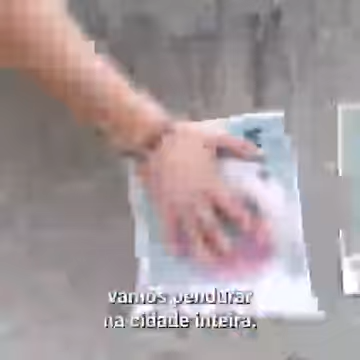 vamos pendurar
na cidade inteira.